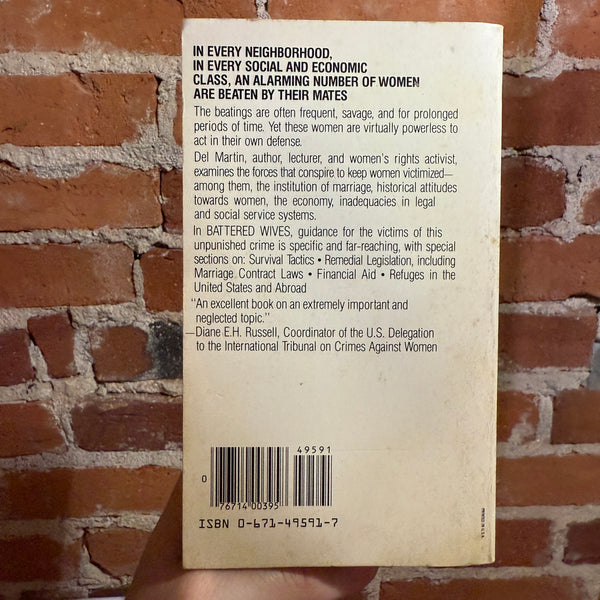 IN EVERY NEIGHBORHOOD,
IN EVERY SOCIAL AND ECONOMIC
CLASS, AN ALARMING NUMBER OF WOMEN
ARE BEATEN BY THEIR MATES
The beatings are often frequent, savage, and for prolonged
periods of time. Yet these women are virtually powerless to
act in their own defense.
Del Martin, author, lecturer, and women's rights activist,
examines the forces that conspire to keep women victimized—
among them, the institution of marriage, historical attitudes
towards women, the economy, inadequacies in legal
and social service systems.
In BATTERED WIVES, guidance for the victims of this
unpunished crime is specific and far-reaching, with special
sections on: Survival Tactics • Remedial Legislation, including
Marriage Contract Laws • Financial Aid • Refuges in the
United States and Abroad
"An excellent book on an extremely important and
neglected topic."
—Diane E.H. Russell, Coordinator of the U.S. Delegation
to the International Tribunal on Crimes Against Women
49591
0
76714 00395
ISBN 0-671-49591-7
PRINTED IN U.S.A.